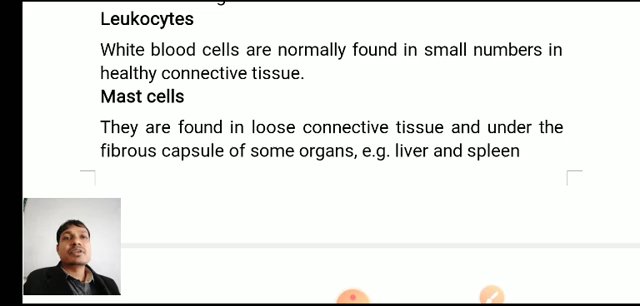 Leukocytes
White blood cells are normally found in small numbers in
healthy connective tissue.
Mast cells
They are found in loose connective tissue and under the
fibrous capsule of some organs, e.g. liver and spleen